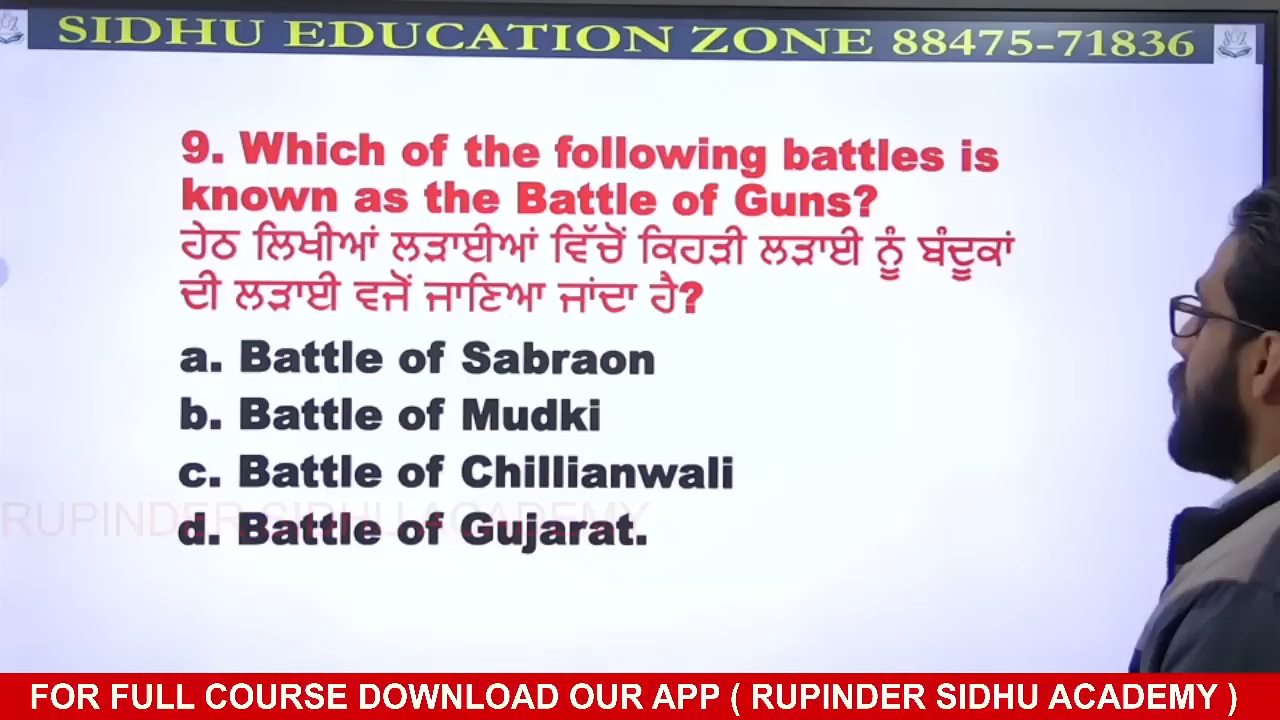 SIDHU EDUCATION ZONE 88475-71836
9. Which of the following battles is
known as the Battle of Guns?
ਹੇਠ ਲਿਖੀਆਂ ਲੜਾਈਆਂ ਵਿੱਚੋਂ ਕਿਹੜੀ ਲੜਾਈ ਨੂੰ ਬੰਦੂਕਾਂ
ਦੀ ਲੜਾਈ ਵਜੋਂ ਜਾਣਿਆ ਜਾਂਦਾ ਹੈ?
a. Battle of Sabraon
b. Battle of Mudki
c. Battle of Chillianwali
RUPINDER SIDHU ACADEMY
d. Battle of Gujarat.
FOR FULL COURSE DOWNLOAD OUR APP ( RUPINDER SIDHU ACADEMY )